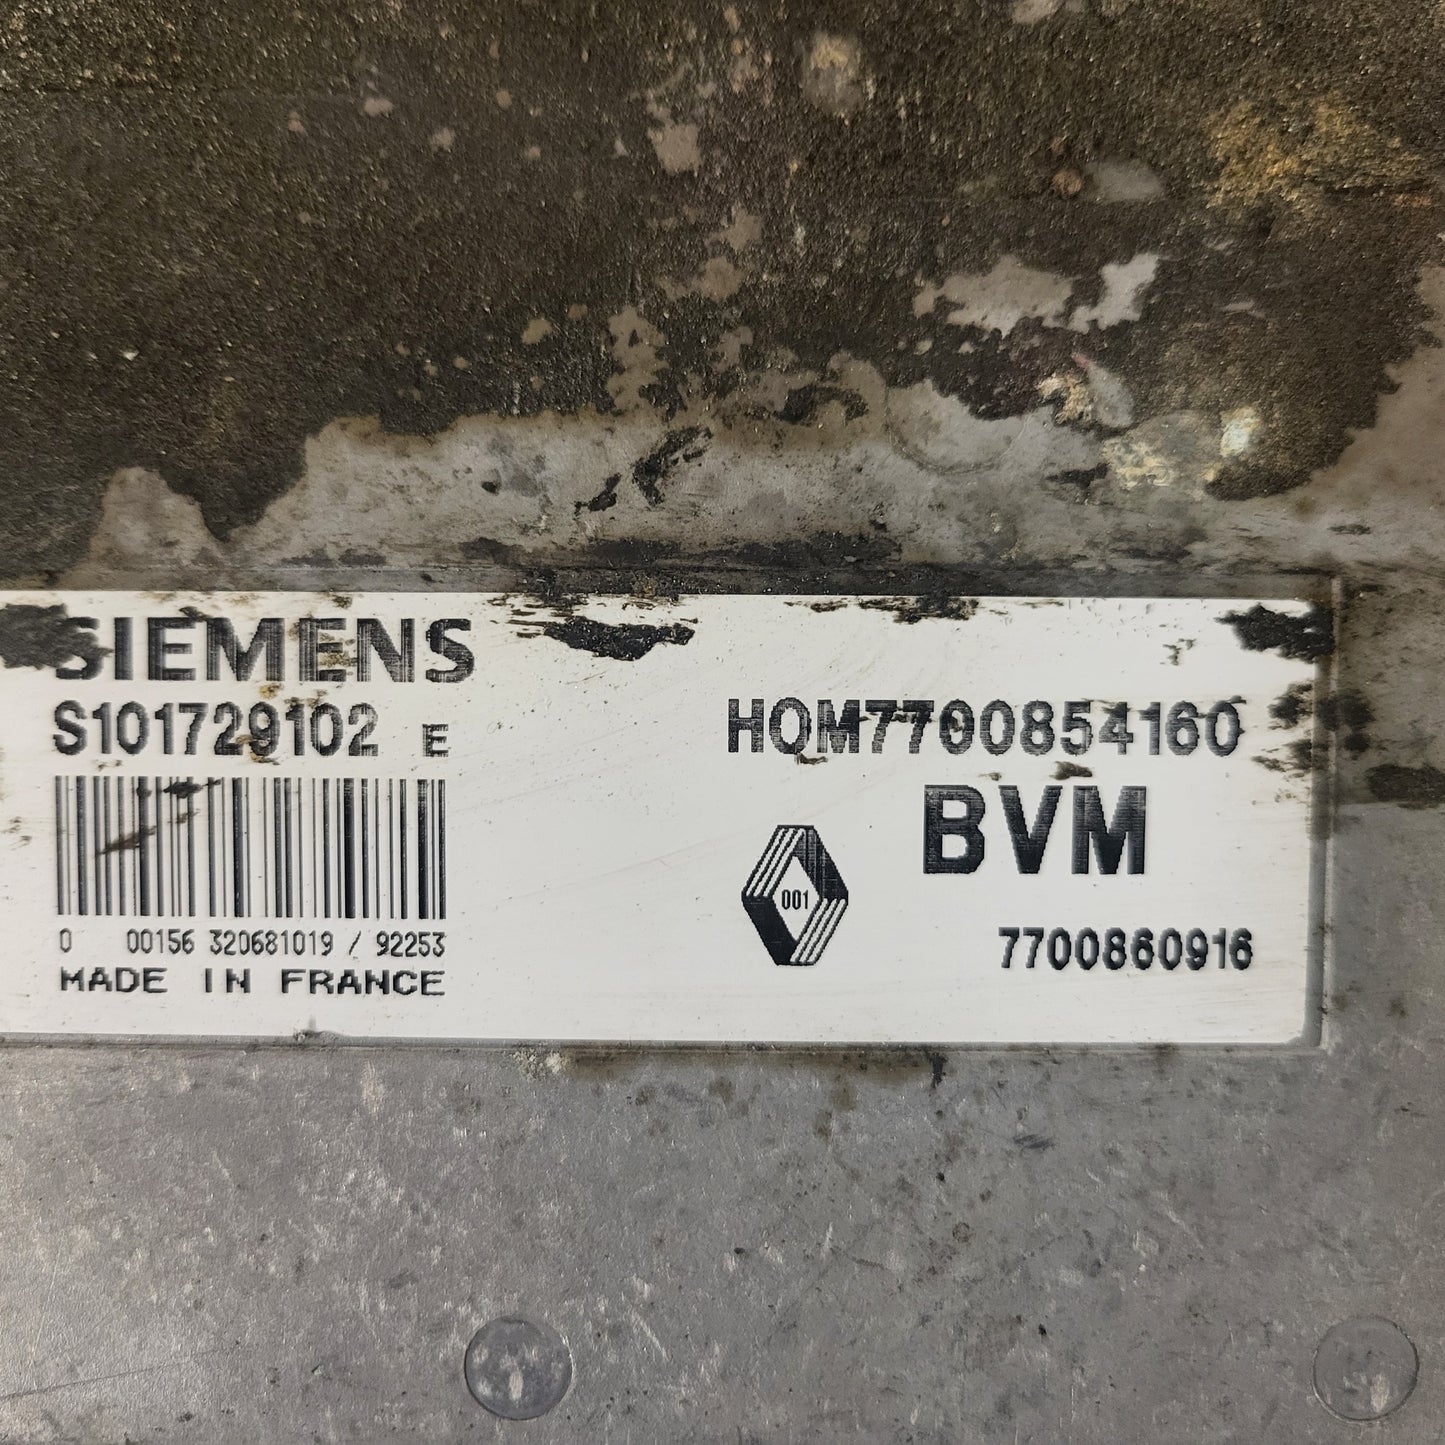 SIEMENS
S101729102 E
0 00156 320681019 / 92253
MADE IN FRANCE
HOM7700854160
BVM
001
7700860916